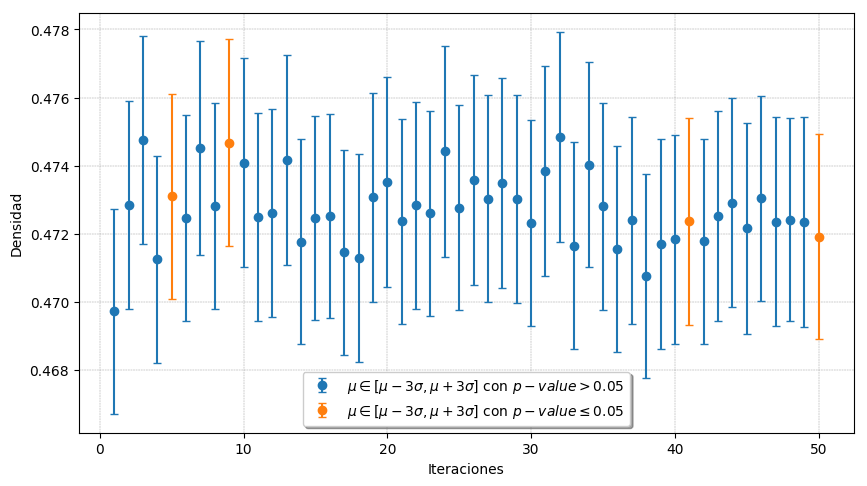 0.478
0.476
0.474
0.472
0.470
0.468
Densidad
μ ∈ [μ − 3σ, μ + 3σ] con p − value > 0.05
μ ∈ [μ − 3σ, μ + 3σ] con p − value ≤ 0.05
0 10 20 30 40 50
Iteraciones